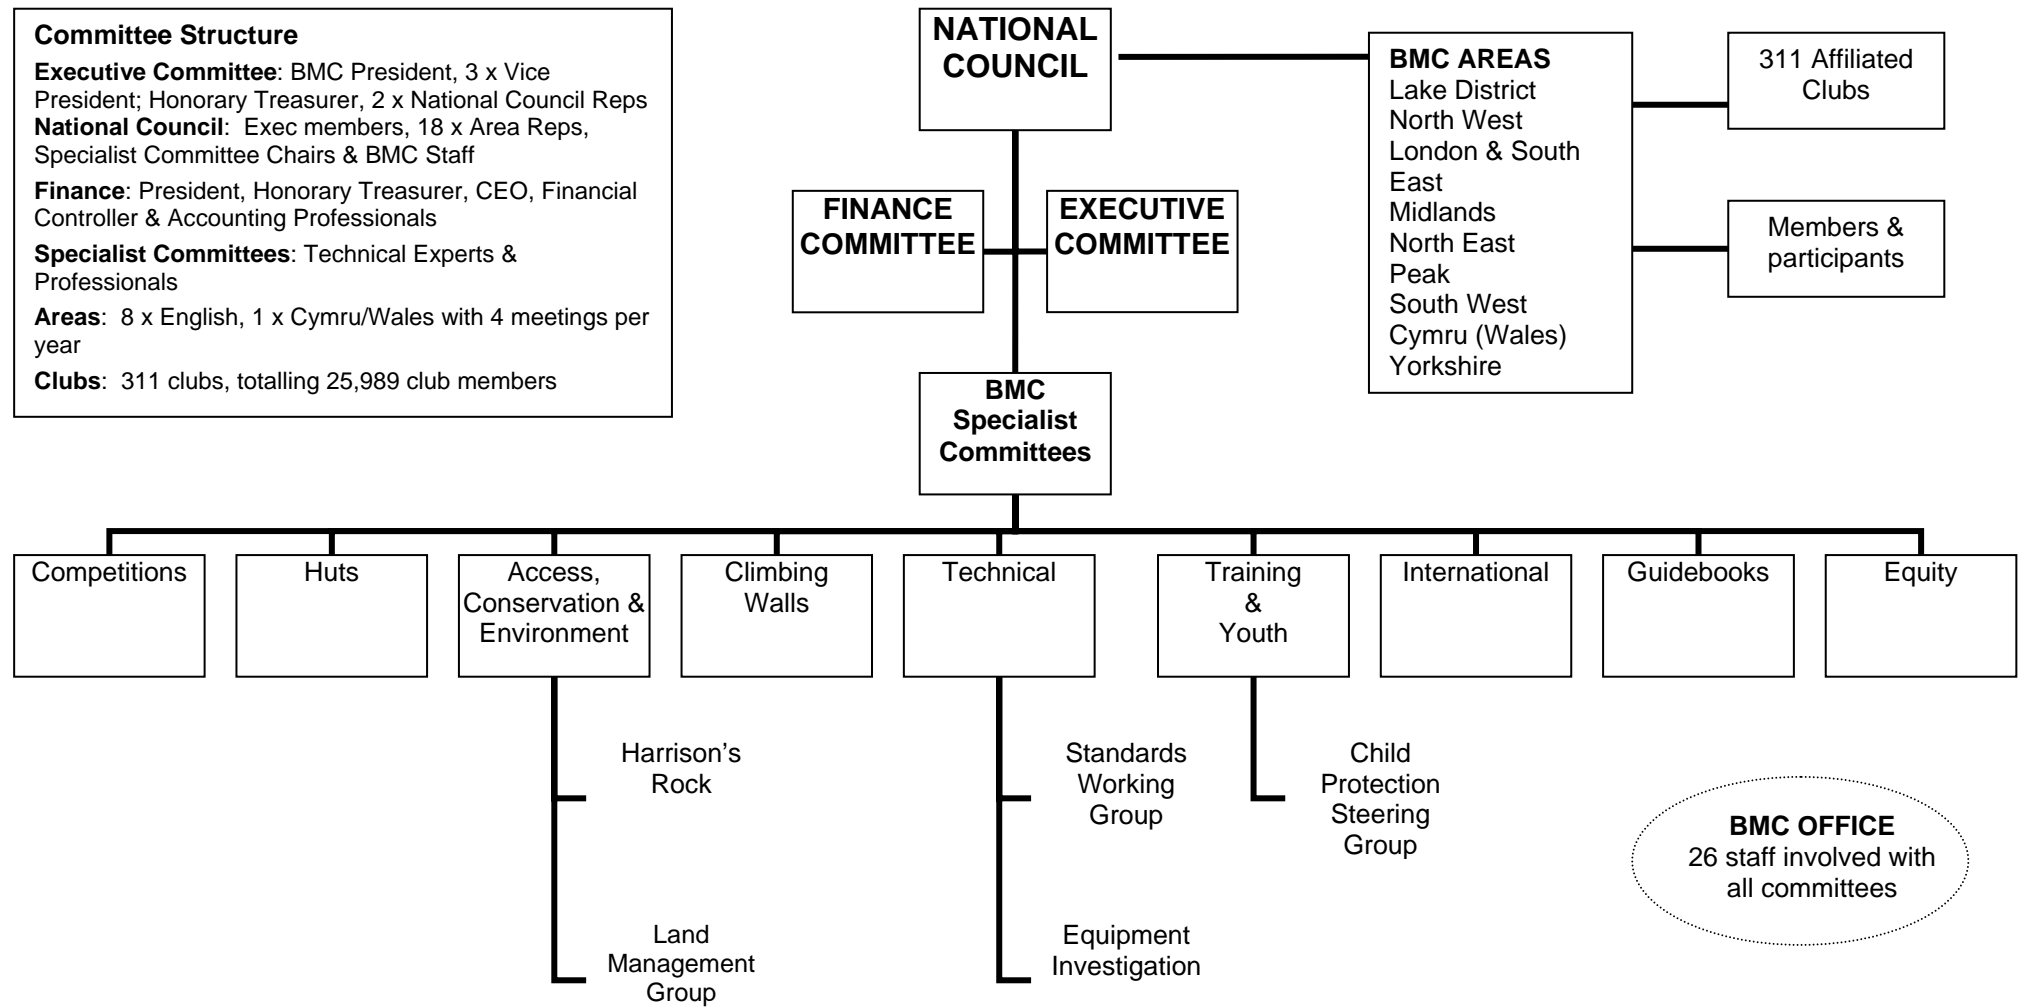 Committee Structure
Executive Committee: BMC President, 3 x Vice
President; Honorary Treasurer, 2 x National Council Reps
National Council:  Exec members, 18 x Area Reps,
Specialist Committee Chairs & BMC Staff
Finance: President, Honorary Treasurer, CEO, Financial
Controller & Accounting Professionals
Specialist Committees: Technical Experts &
Professionals
Areas:  8 x English, 1 x Cymru/Wales with 4 meetings per
year
Clubs:  311 clubs, totalling 25,989 club members
NATIONAL
COUNCIL
BMC AREAS
Lake District
North West
London & South
East
Midlands
North East
Peak
South West
Cymru (Wales)
Yorkshire
311 Affiliated
Clubs
Members &
participants
FINANCE
COMMITTEE
EXECUTIVE
COMMITTEE
BMC
Specialist
Committees
Competitions
Huts
Access,
Conservation &
Environment
Climbing
Walls
Technical
Training
&
Youth
International
Guidebooks
Equity
Harrison’s
Rock
Land
Management
Group
Standards
Working
Group
Equipment
Investigation
Child
Protection
Steering
Group
BMC OFFICE
26 staff involved with
all committees